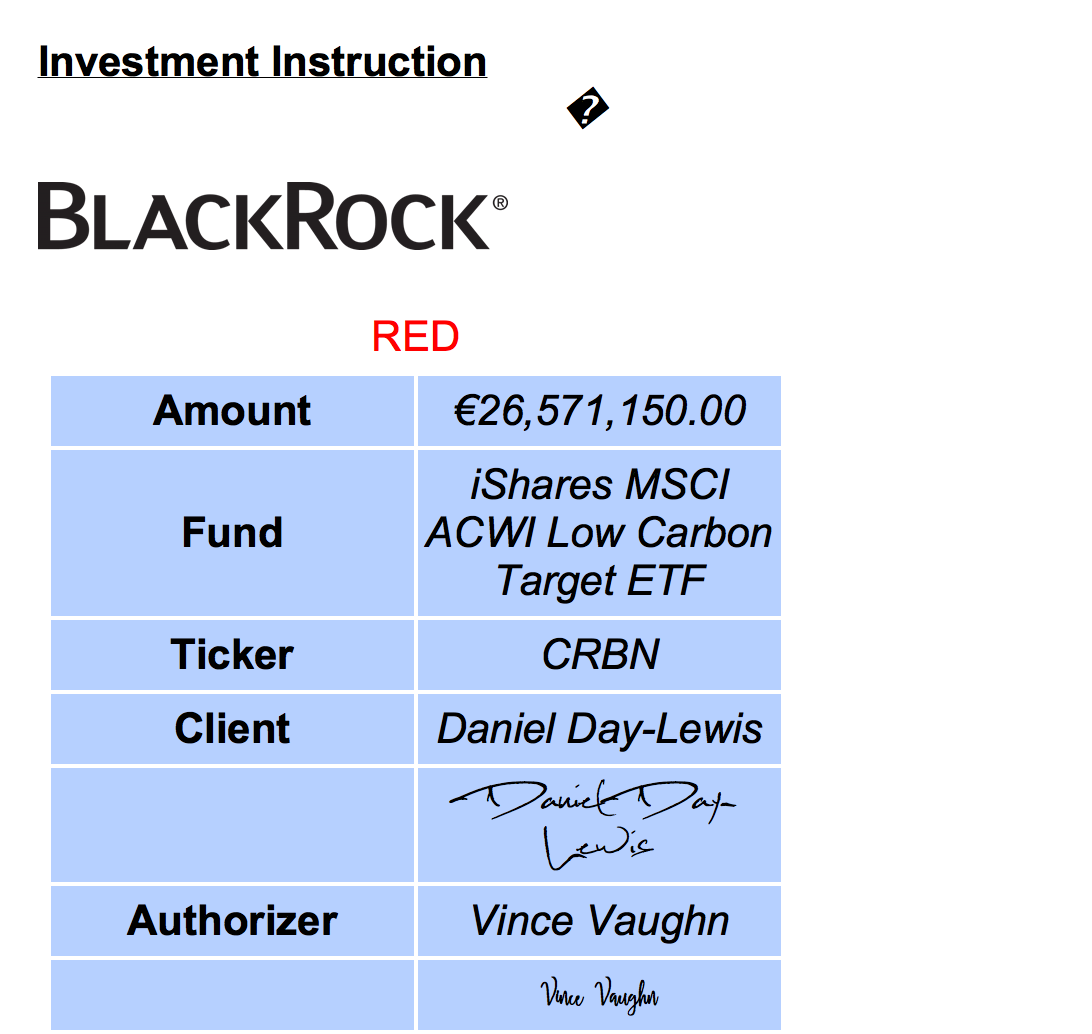 Investment Instruction
�
BLACKROCK®
RED
Amount €26,571,150.00
Fund iShares MSCI
ACWI Low Carbon
Target ETF
Ticker CRBN
Client Daniel Day-Lewis
Daniel Day-
Lewis
Authorizer Vince Vaughn
Vince Vaughn